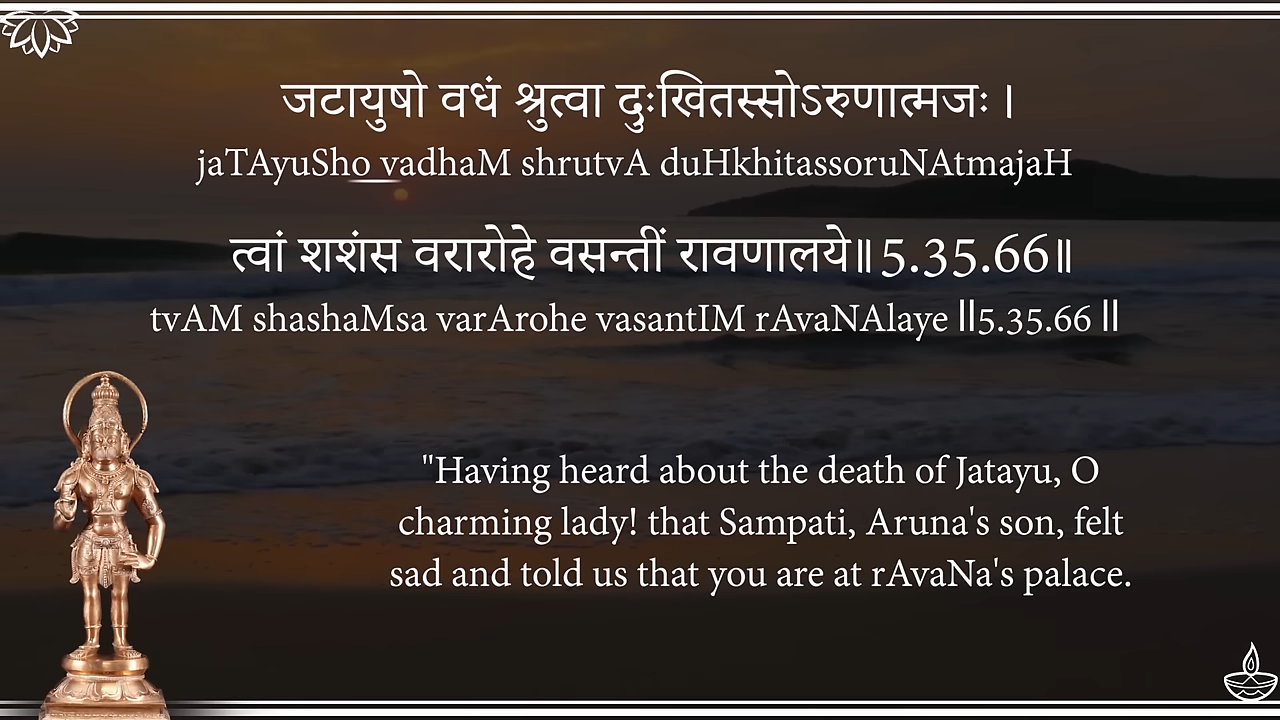 जटायुषो वधं श्रुत्वा दुःखितस्सोऽरुणात्मजः ।
jaTAyuSho vadhaM shrutvA duHkhitassoruNAtmajaH
त्वां शशंस वरारोहे वसन्तीं रावणालये॥ 5.35.66॥
tvAM shashaMsa varArohe vasantIM rAvaNAlaye ॥5.35.66 ॥
"Having heard about the death of Jatayu, O
charming lady! that Sampati, Aruna's son, felt
sad and told us that you are at rAvaNa's palace.